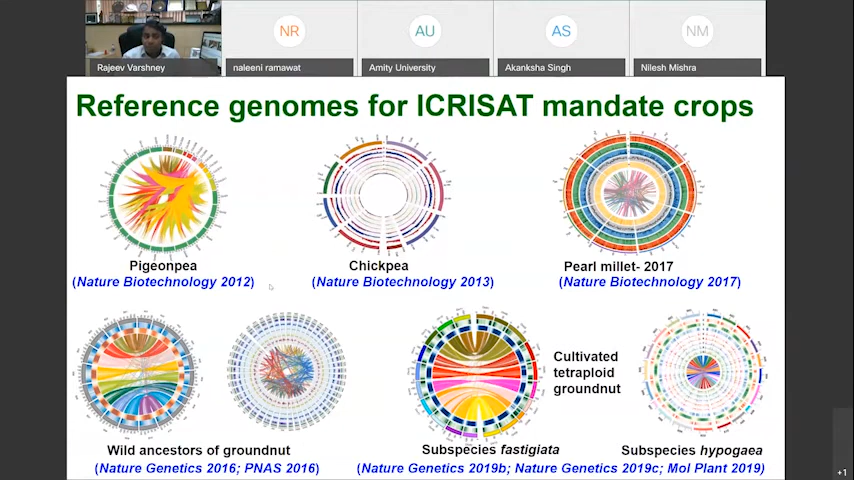 NR
AU
AS
NM
Rajeev Varshney
naleeni ramawat
Amity University
Akanksha Singh
Nilesh Mishra
Reference genomes for ICRISAT mandate crops
Pigeonpea
(Nature Biotechnology 2012)
Chickpea
(Nature Biotechnology 2013)
Pearl millet- 2017
(Nature Biotechnology 2017)
Cultivated
tetraploid
groundnut
Wild ancestors of groundnut
(Nature Genetics 2016; PNAS 2016)
Subspecies fastigiata
Subspecies hypogaea
(Nature Genetics 2019b; Nature Genetics 2019c; Mol Plant 2019)
+1